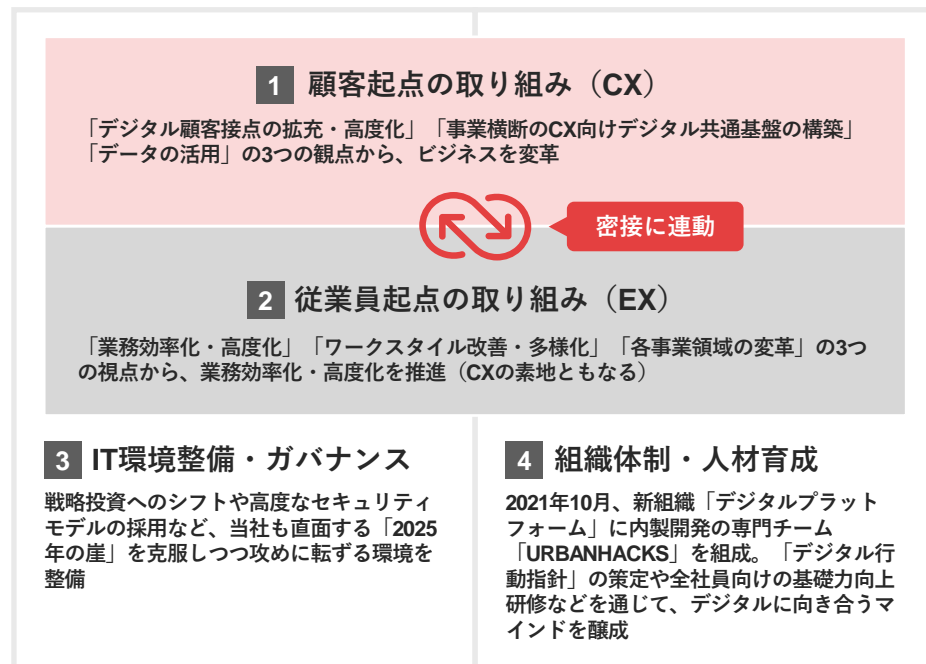 1 顧客起点の取り組み（CX）
「デジタル顧客接点の拡充・高度化」「事業横断のCX向けデジタル共通基盤の構築」
「データの活用」の3つの観点から、ビジネスを変革
密接に連動
2 従業員起点の取り組み（EX）
「業務効率化・高度化」「ワークスタイル改善・多様化」「各事業領域の変革」の3つ
の視点から、業務効率化・高度化を推進（CXの素地ともなる）
3 IT環境整備・ガバナンス
戦略投資へのシフトや高度なセキュリティ
モデルの採用など、当社も直面する「2025
年の崖」を克服しつつ攻めに転ずる環境を
整備
4 組織体制・人材育成
2021年10月、新組織「デジタルプラット
フォーム」に内製開発の専門チーム
「URBANHACKS」を組成。「デジタル行
動指針」の策定や全社員向けの基礎力向上
研修などを通じて、デジタルに向き合うマ
インドを醸成